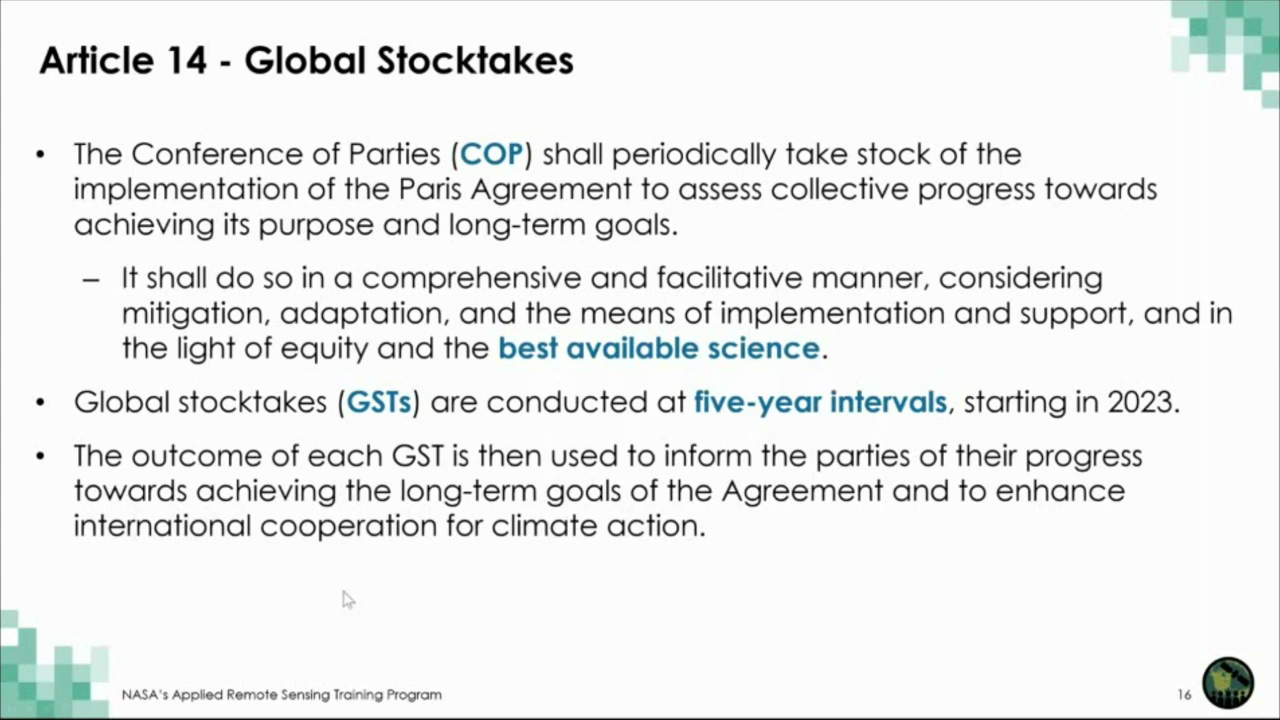 Article 14 - Global Stocktakes
• The Conference of Parties (COP) shall periodically take stock of the
implementation of the Paris Agreement to assess collective progress towards
achieving its purpose and long-term goals.
– It shall do so in a comprehensive and facilitative manner, considering
mitigation, adaptation, and the means of implementation and support, and in
the light of equity and the best available science.
• Global stocktakes (GSTs) are conducted at five-year intervals, starting in 2023.
• The outcome of each GST is then used to inform the parties of their progress
towards achieving the long-term goals of the Agreement and to enhance
international cooperation for climate action.
NASA's Applied Remote Sensing Training Program
16